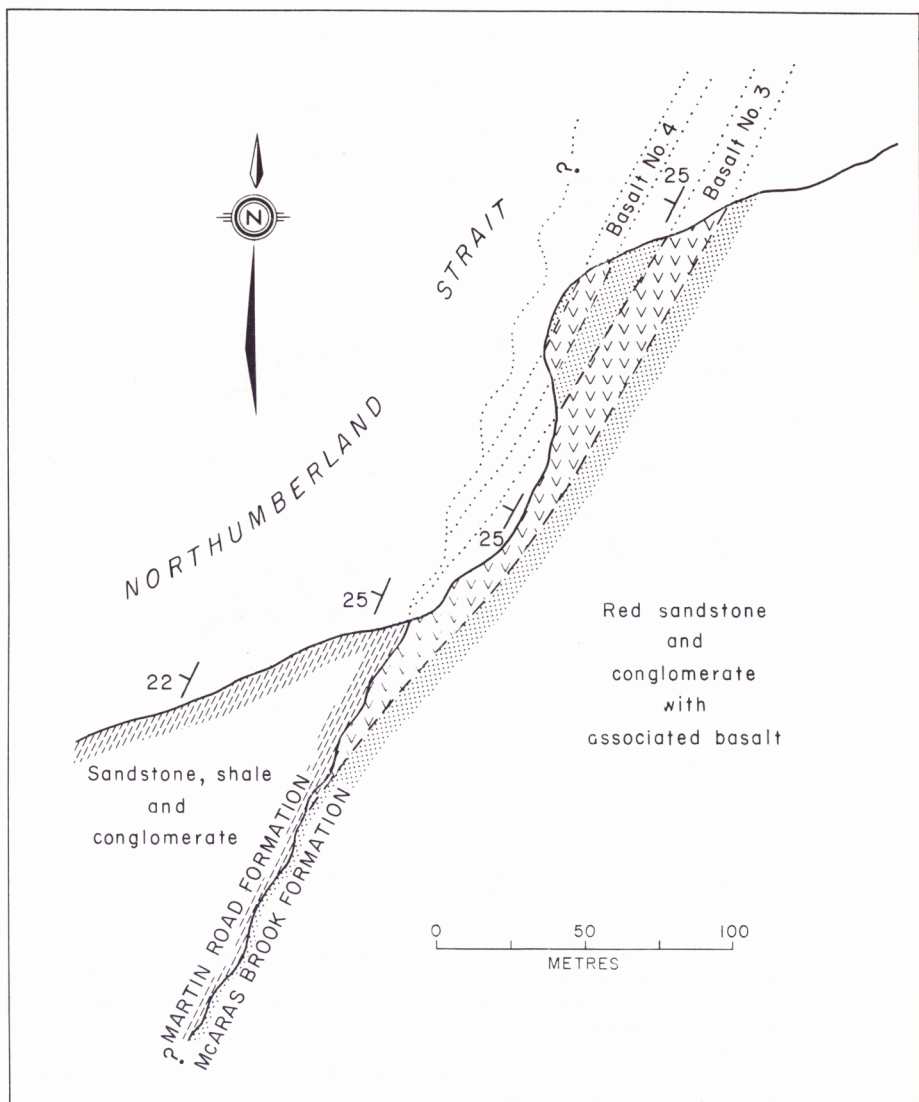 Basalt No. 4
Basalt No. 3
?
25
N
STRAIT
NORTHUMBERLAND
25
25
22
Red sandstone
and
conglomerate
with
associated basalt
Sandstone, shale
and
conglomerate
MARTIN ROAD FORMATION
McARAS BROOK FORMATION
?
0 50 100
METRES